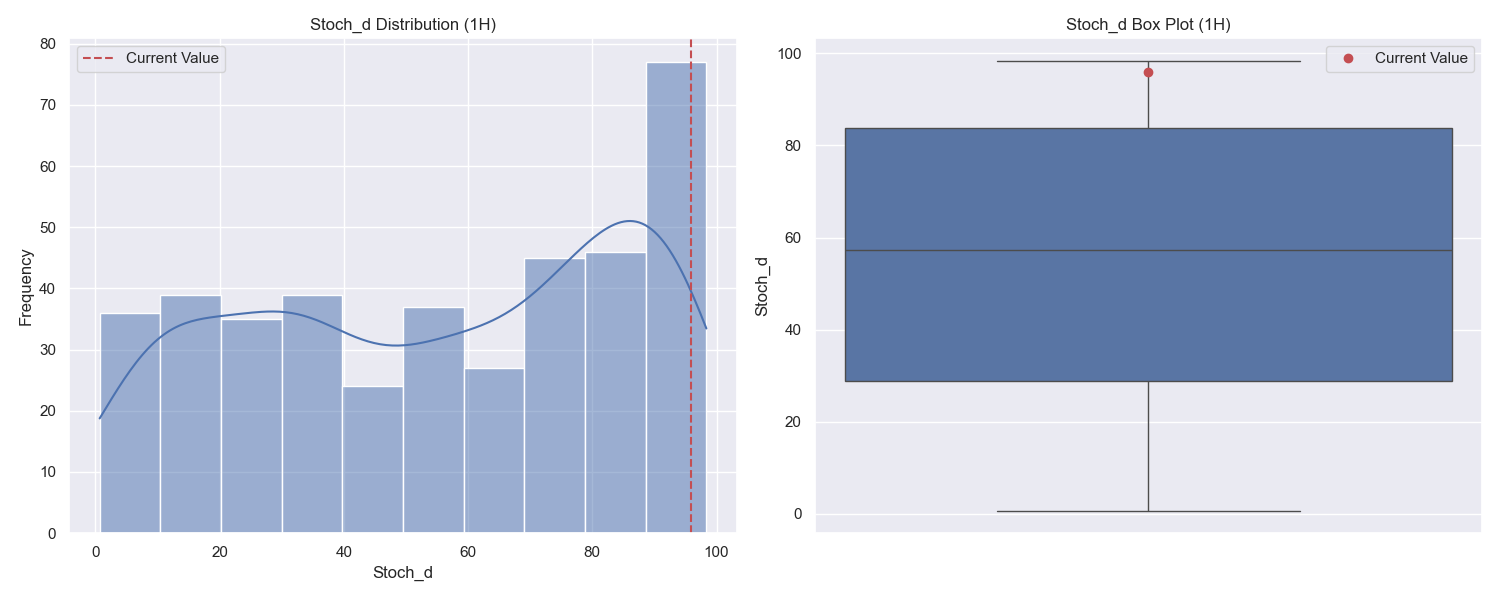 Stoch_d Distribution (1H)
Current Value
80
70
60
50
40
30
20
10
0
Frequency
0 20 40 60 80 100
Stoch_d
Stoch_d Box Plot (1H)
Current Value
100
80
60
40
20
0
Stoch_d